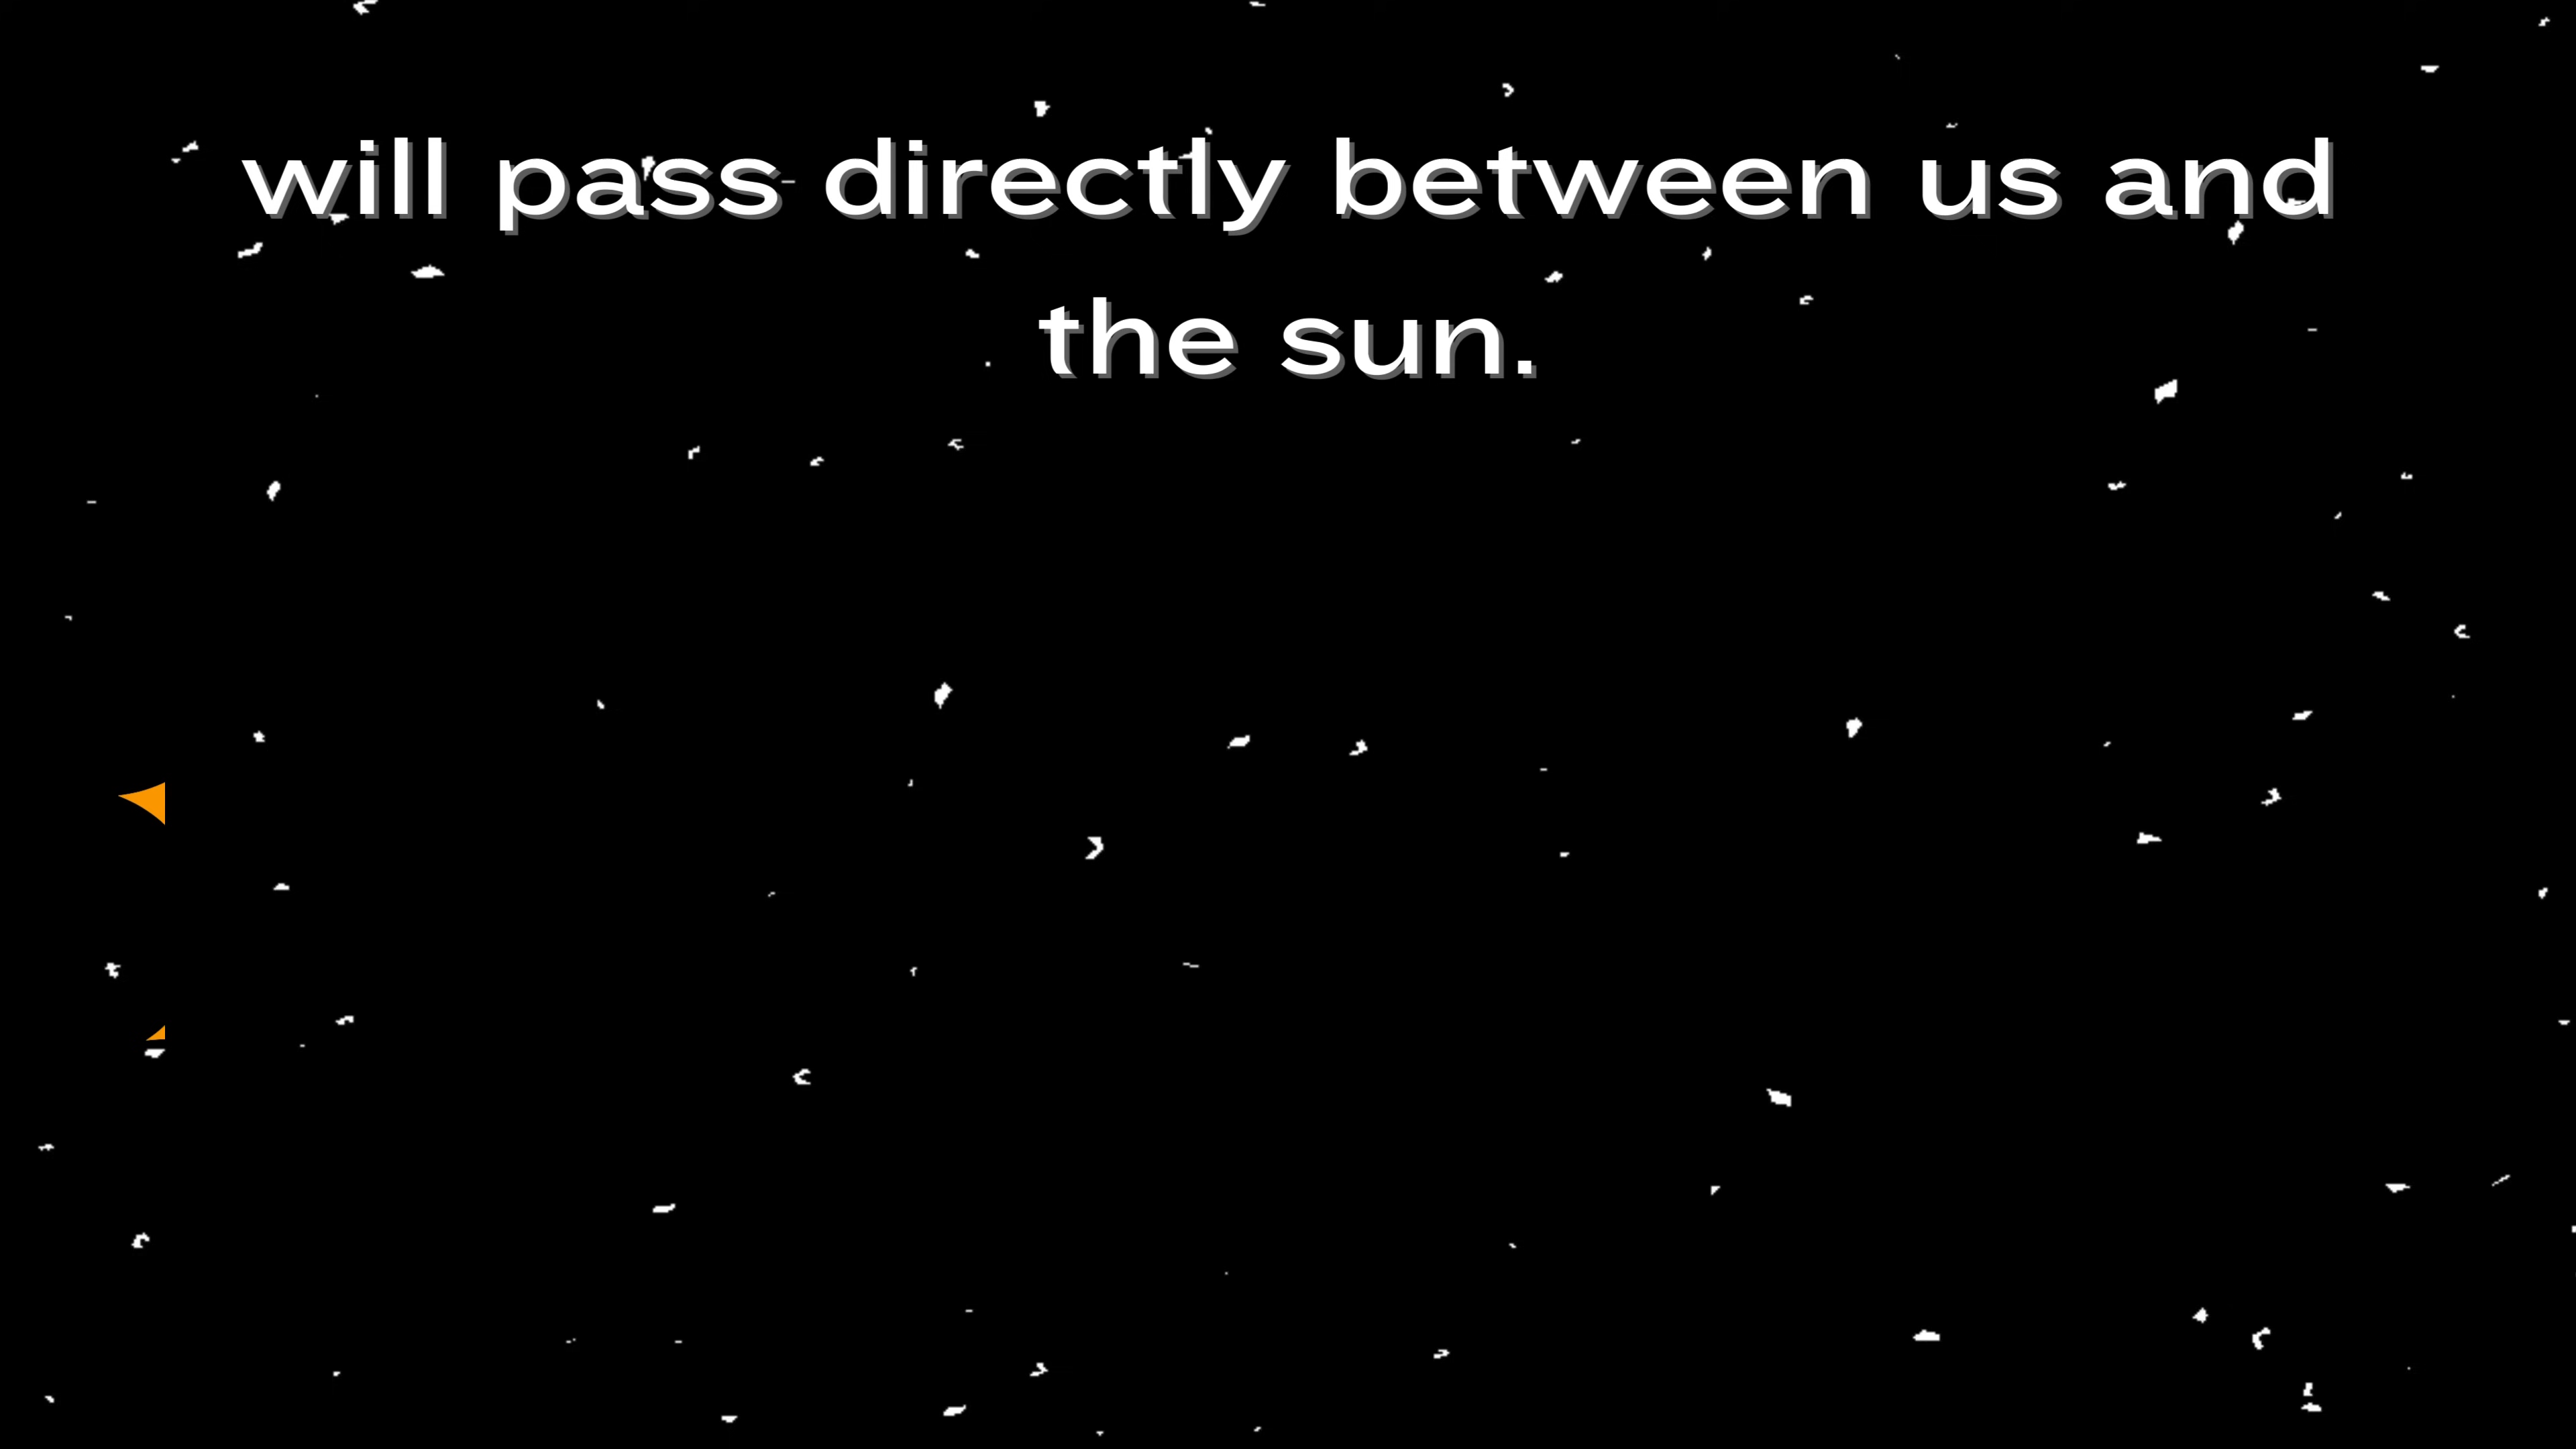 will pass directly between us and
the sun.